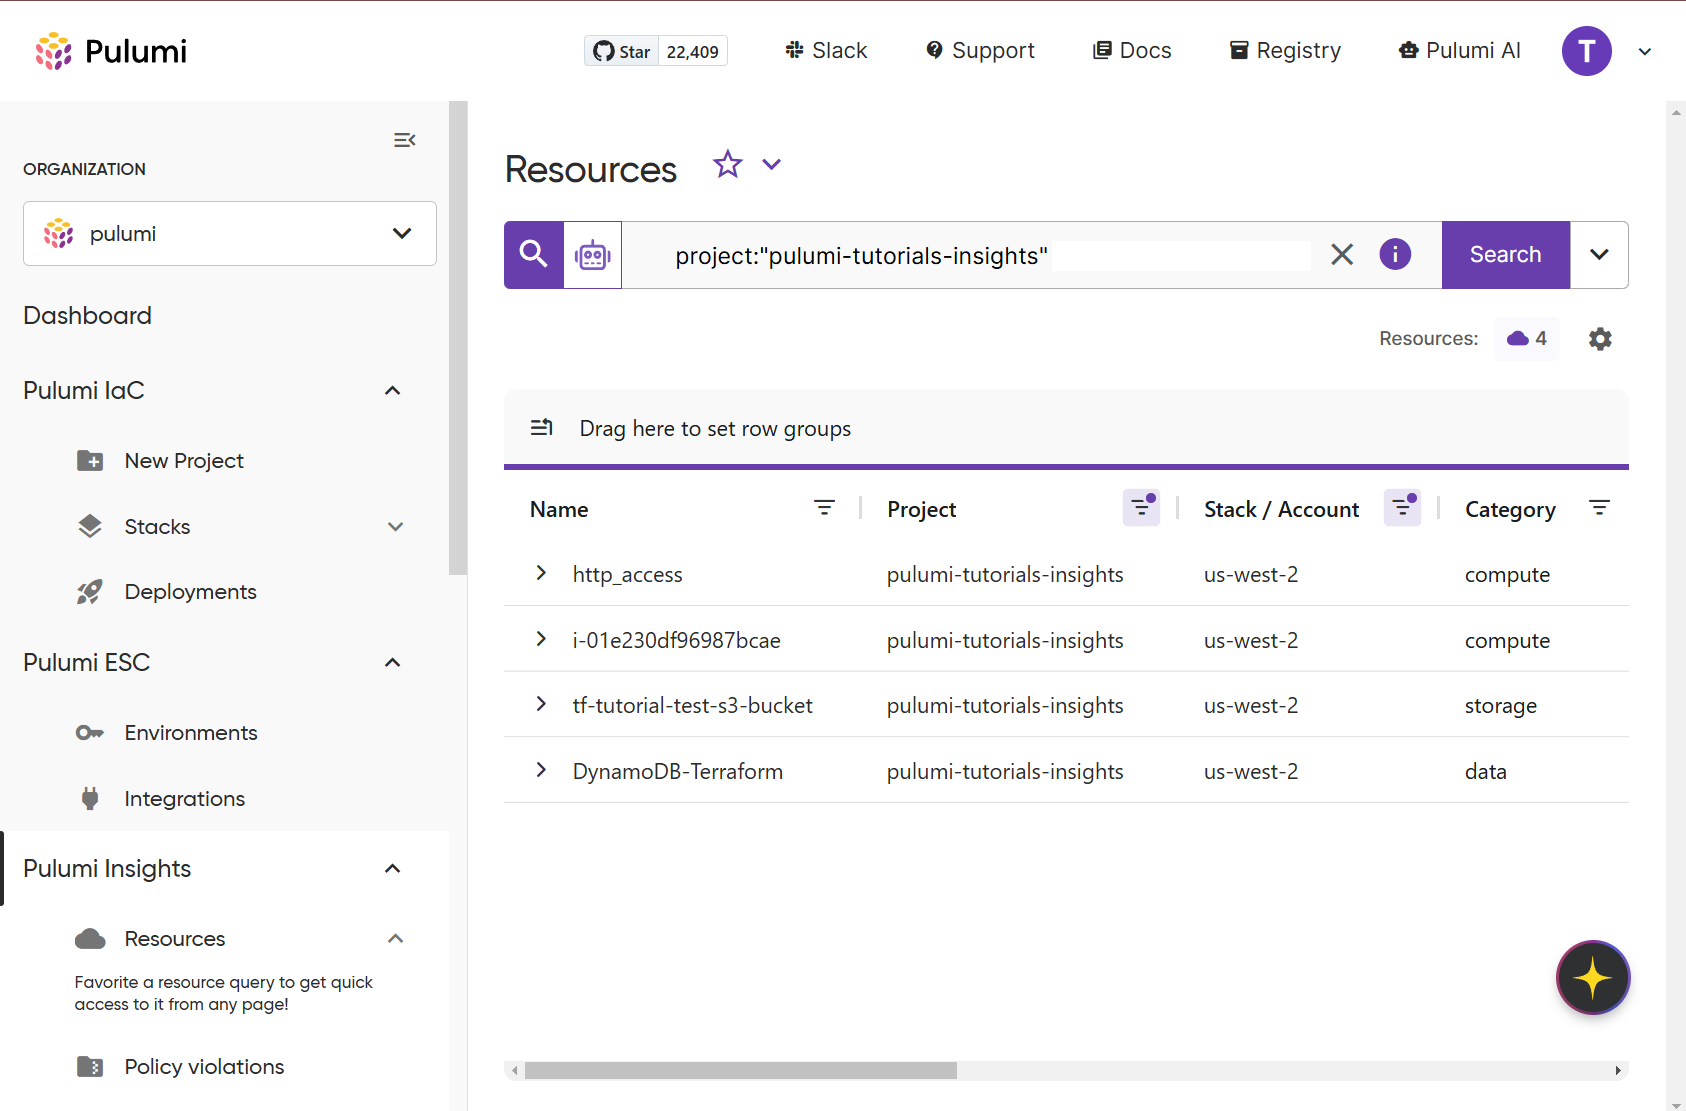 Pulumi
Star 22,409
Slack
Support
Docs
Registry
Pulumi AI
T
ORGANIZATION
pulumi
Dashboard
Pulumi IaC
New Project
Stacks
Deployments
Pulumi ESC
Environments
Integrations
Pulumi Insights
Resources
Favorite a resource query to get quick
access to it from any page!
Policy violations
Resources
project:"pulumi-tutorials-insights"
Search
Resources: 4
Drag here to set row groups
Name Project Stack / Account Category
http_access pulumi-tutorials-insights us-west-2 compute
i-01e230df96987bcae pulumi-tutorials-insights us-west-2 compute
tf-tutorial-test-s3-bucket pulumi-tutorials-insights us-west-2 storage
DynamoDB-Terraform pulumi-tutorials-insights us-west-2 data